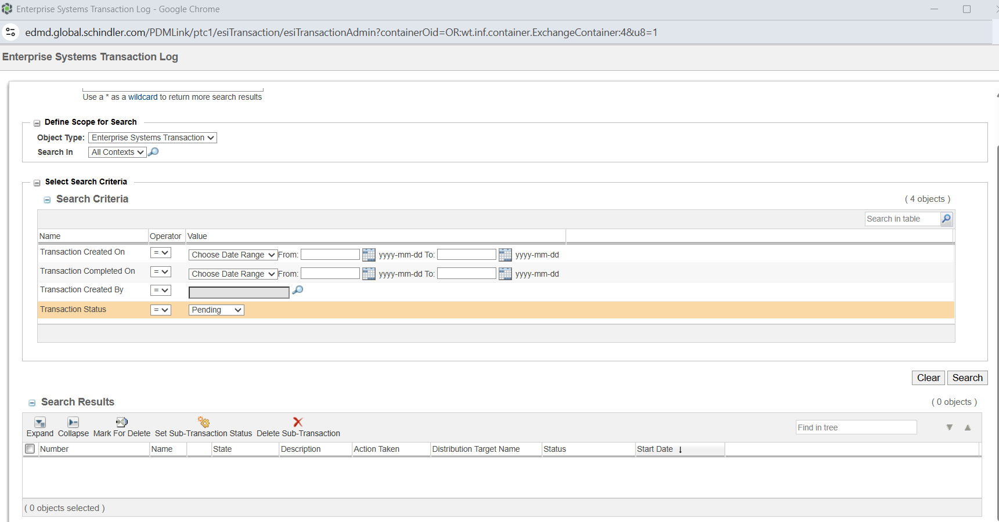 Enterprise Systems Transaction Log - Google Chrome
edmd.global.schindler.com/PDMLink/ptc1/esiTransaction/esiTransactionAdmin?containerOid=OR:wt.inf.container.ExchangeContainer:4&u8=1
Enterprise Systems Transaction Log
Use a * as a wildcard to return more search results
Define Scope for Search
Object Type: Enterprise Systems Transaction
Search In All Contexts
Select Search Criteria
Search Criteria ( 4 objects )
Search in table
Name Operator Value
Transaction Created On = Choose Date Range From: yyyy-mm-dd To: yyyy-mm-dd
Transaction Completed On = Choose Date Range From: yyyy-mm-dd To: yyyy-mm-dd
Transaction Created By =
Transaction Status = Pending
Clear Search
Search Results ( 0 objects )
Expand Collapse Mark For Delete Set Sub-Transaction Status Delete Sub-Transaction Find in tree
Number Name State Description Action Taken Distribution Target Name Status Start Date ↓
( 0 objects selected )